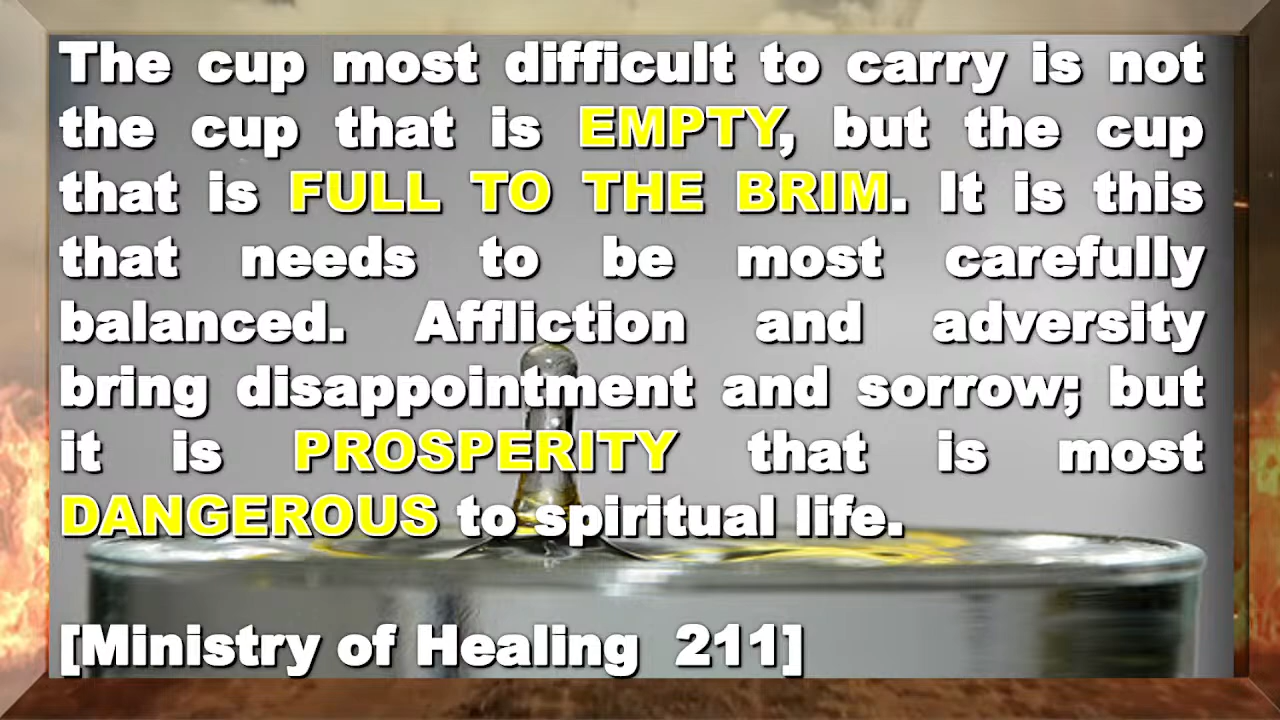 The cup most difficult to carry is not
the cup that is EMPTY, but the cup
that is FULL TO THE BRIM. It is this
that needs to be most carefully
balanced. Affliction and adversity
bring disappointment and sorrow; but
it is PROSPERITY that is most
DANGEROUS to spiritual life.
[Ministry of Healing 211]